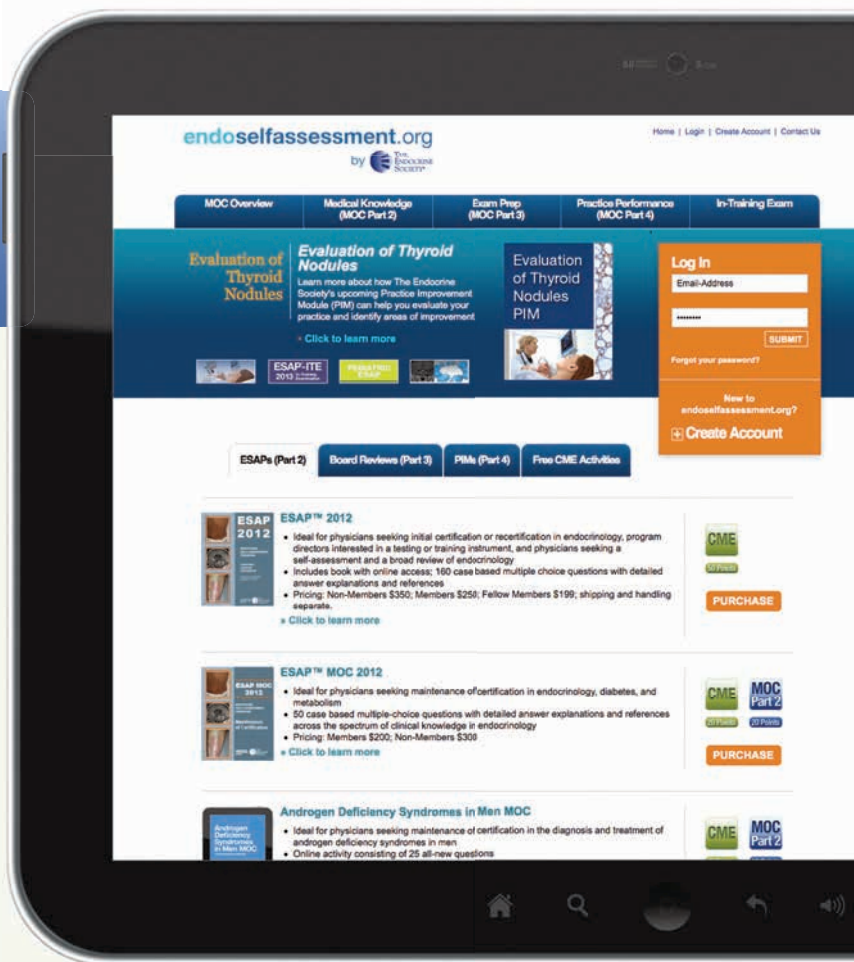 endoselfassessment.org
by THE ENDOCRINE SOCIETY®
Home | Login | Create Account | Contact Us
MOC Overview
Medical Knowledge
(MOC Part 2)
Exam Prep
(MOC Part 3)
Practice Performance
(MOC Part 4)
In-Training Exam
Evaluation of
Thyroid
Nodules
Evaluation of Thyroid
Nodules
Learn more about how The Endocrine
Society's upcoming Practice Improvement
Module (PIM) can help you evaluate your
practice and identify areas of improvement
» Click to learn more
Evaluation
of Thyroid
Nodules
PIM
ESAP-ITE
2013 In-Training Examination
PEDIATRIC
ESAP
Log In
Email-Address
••••••••
SUBMIT
Forgot your password?
New to
endoselfassessment.org?
+ Create Account
ESAPs (Part 2)
Board Reviews (Part 3)
PIMs (Part 4)
Free CME Activities
ESAP
2012
ESAP™ 2012
• Ideal for physicians seeking initial certification or recertification in endocrinology, program
directors interested in a testing or training instrument, and physicians seeking a
self-assessment and a broad review of endocrinology
• Includes book with online access; 160 case based multiple choice questions with detailed
answer explanations and references
• Pricing: Non-Members $350; Members $250; Fellow Members $199; shipping and handling
separate.
» Click to learn more
CME
50 Points
PURCHASE
ESAP MOC
2012
Maintenance
of Certification
ESAP™ MOC 2012
• Ideal for physicians seeking maintenance of certification in endocrinology, diabetes, and
metabolism
• 50 case based multiple-choice questions with detailed answer explanations and references
across the spectrum of clinical knowledge in endocrinology
• Pricing: Members $200; Non-Members $300
» Click to learn more
CME
20 Points
MOC
Part 2
20 Points
PURCHASE
Androgen
Deficiency
Syndromes
in Men MOC
Androgen Deficiency Syndromes in Men MOC
• Ideal for physicians seeking maintenance of certification in the diagnosis and treatment of
androgen deficiency syndromes in men
• Online activity consisting of 25 all-new questions
CME
MOC
Part 2